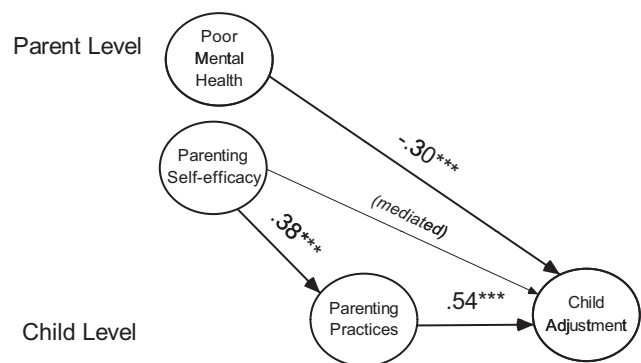 Parent Level
Poor
Mental
Health
-.30***
Parenting
Self-efficacy
(mediated)
.38***
Parenting
Practices
.54***
Child
Adjustment
Child Level